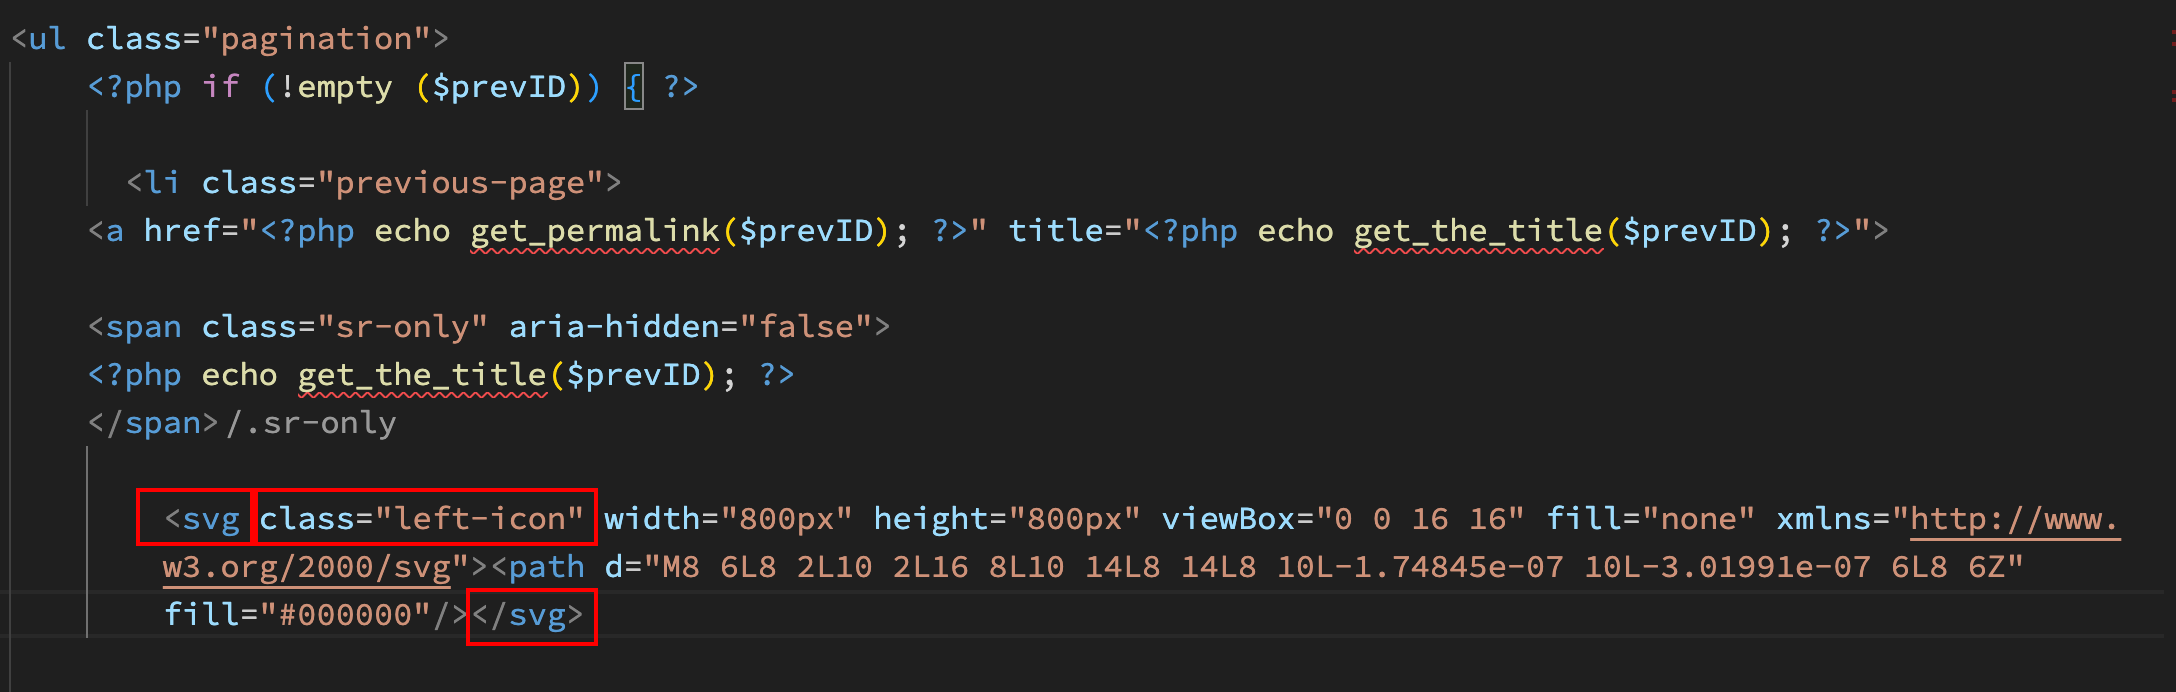 <ul class="pagination">
<?php if (!empty ($prevID)) { ?>
<li class="previous-page">
<a href="<?php echo get_permalink($prevID); ?>" title="<?php echo get_the_title($prevID); ?>">
<span class="sr-only" aria-hidden="false">
<?php echo get_the_title($prevID); ?>
</span>/.sr-only
<svg class="left-icon" width="800px" height="800px" viewBox="0 0 16 16" fill="none" xmlns="http://www.
w3.org/2000/svg"><path d="M8 6L8 2L10 2L16 8L10 14L8 14L8 10L-1.74845e-07 10L-3.01991e-07 6L8 6Z"
fill="#000000"/></svg>